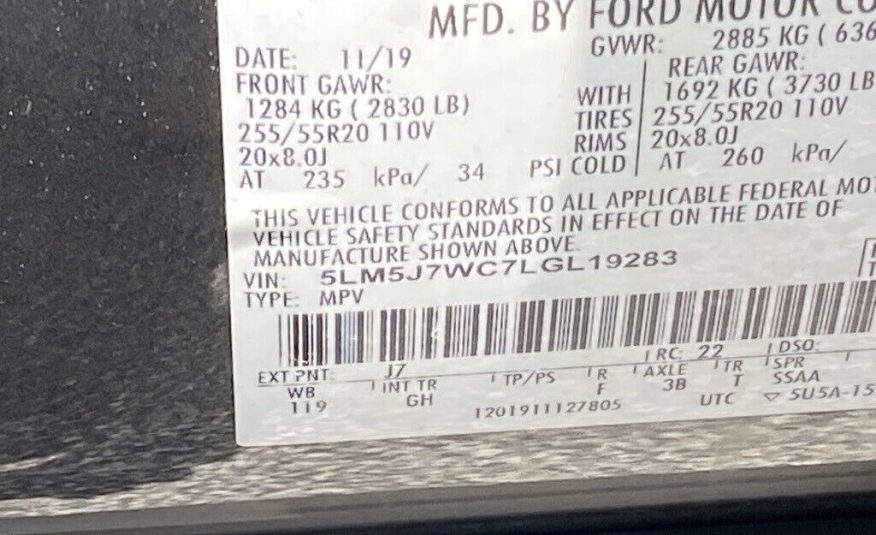 MFD. BY FORD MOTOR CO
DATE: 11/19
GVWR: 2885 KG ( 636
FRONT GAWR:
1284 KG ( 2830 LB)
255/55R20 110V
20x8.0J
AT 235 kPa/ 34 PSI COLD
WITH
TIRES
RIMS
REAR GAWR:
1692 KG ( 3730 LB
255/55R20 110V
20x8.0J
AT 260 kPa/
THIS VEHICLE CONFORMS TO ALL APPLICABLE FEDERAL MO
VEHICLE SAFETY STANDARDS IN EFFECT ON THE DATE OF
MANUFACTURE SHOWN ABOVE.
VIN: 5LM5J7WC7LGL19283
TYPE: MPV
EXT PNT: J7 RC: 22 DSO:
WB INT TR TP/PS R AXLE TR SPR
119 GH F 3B T SSAA
1201911127805 UTC ▽ 5U5A-15